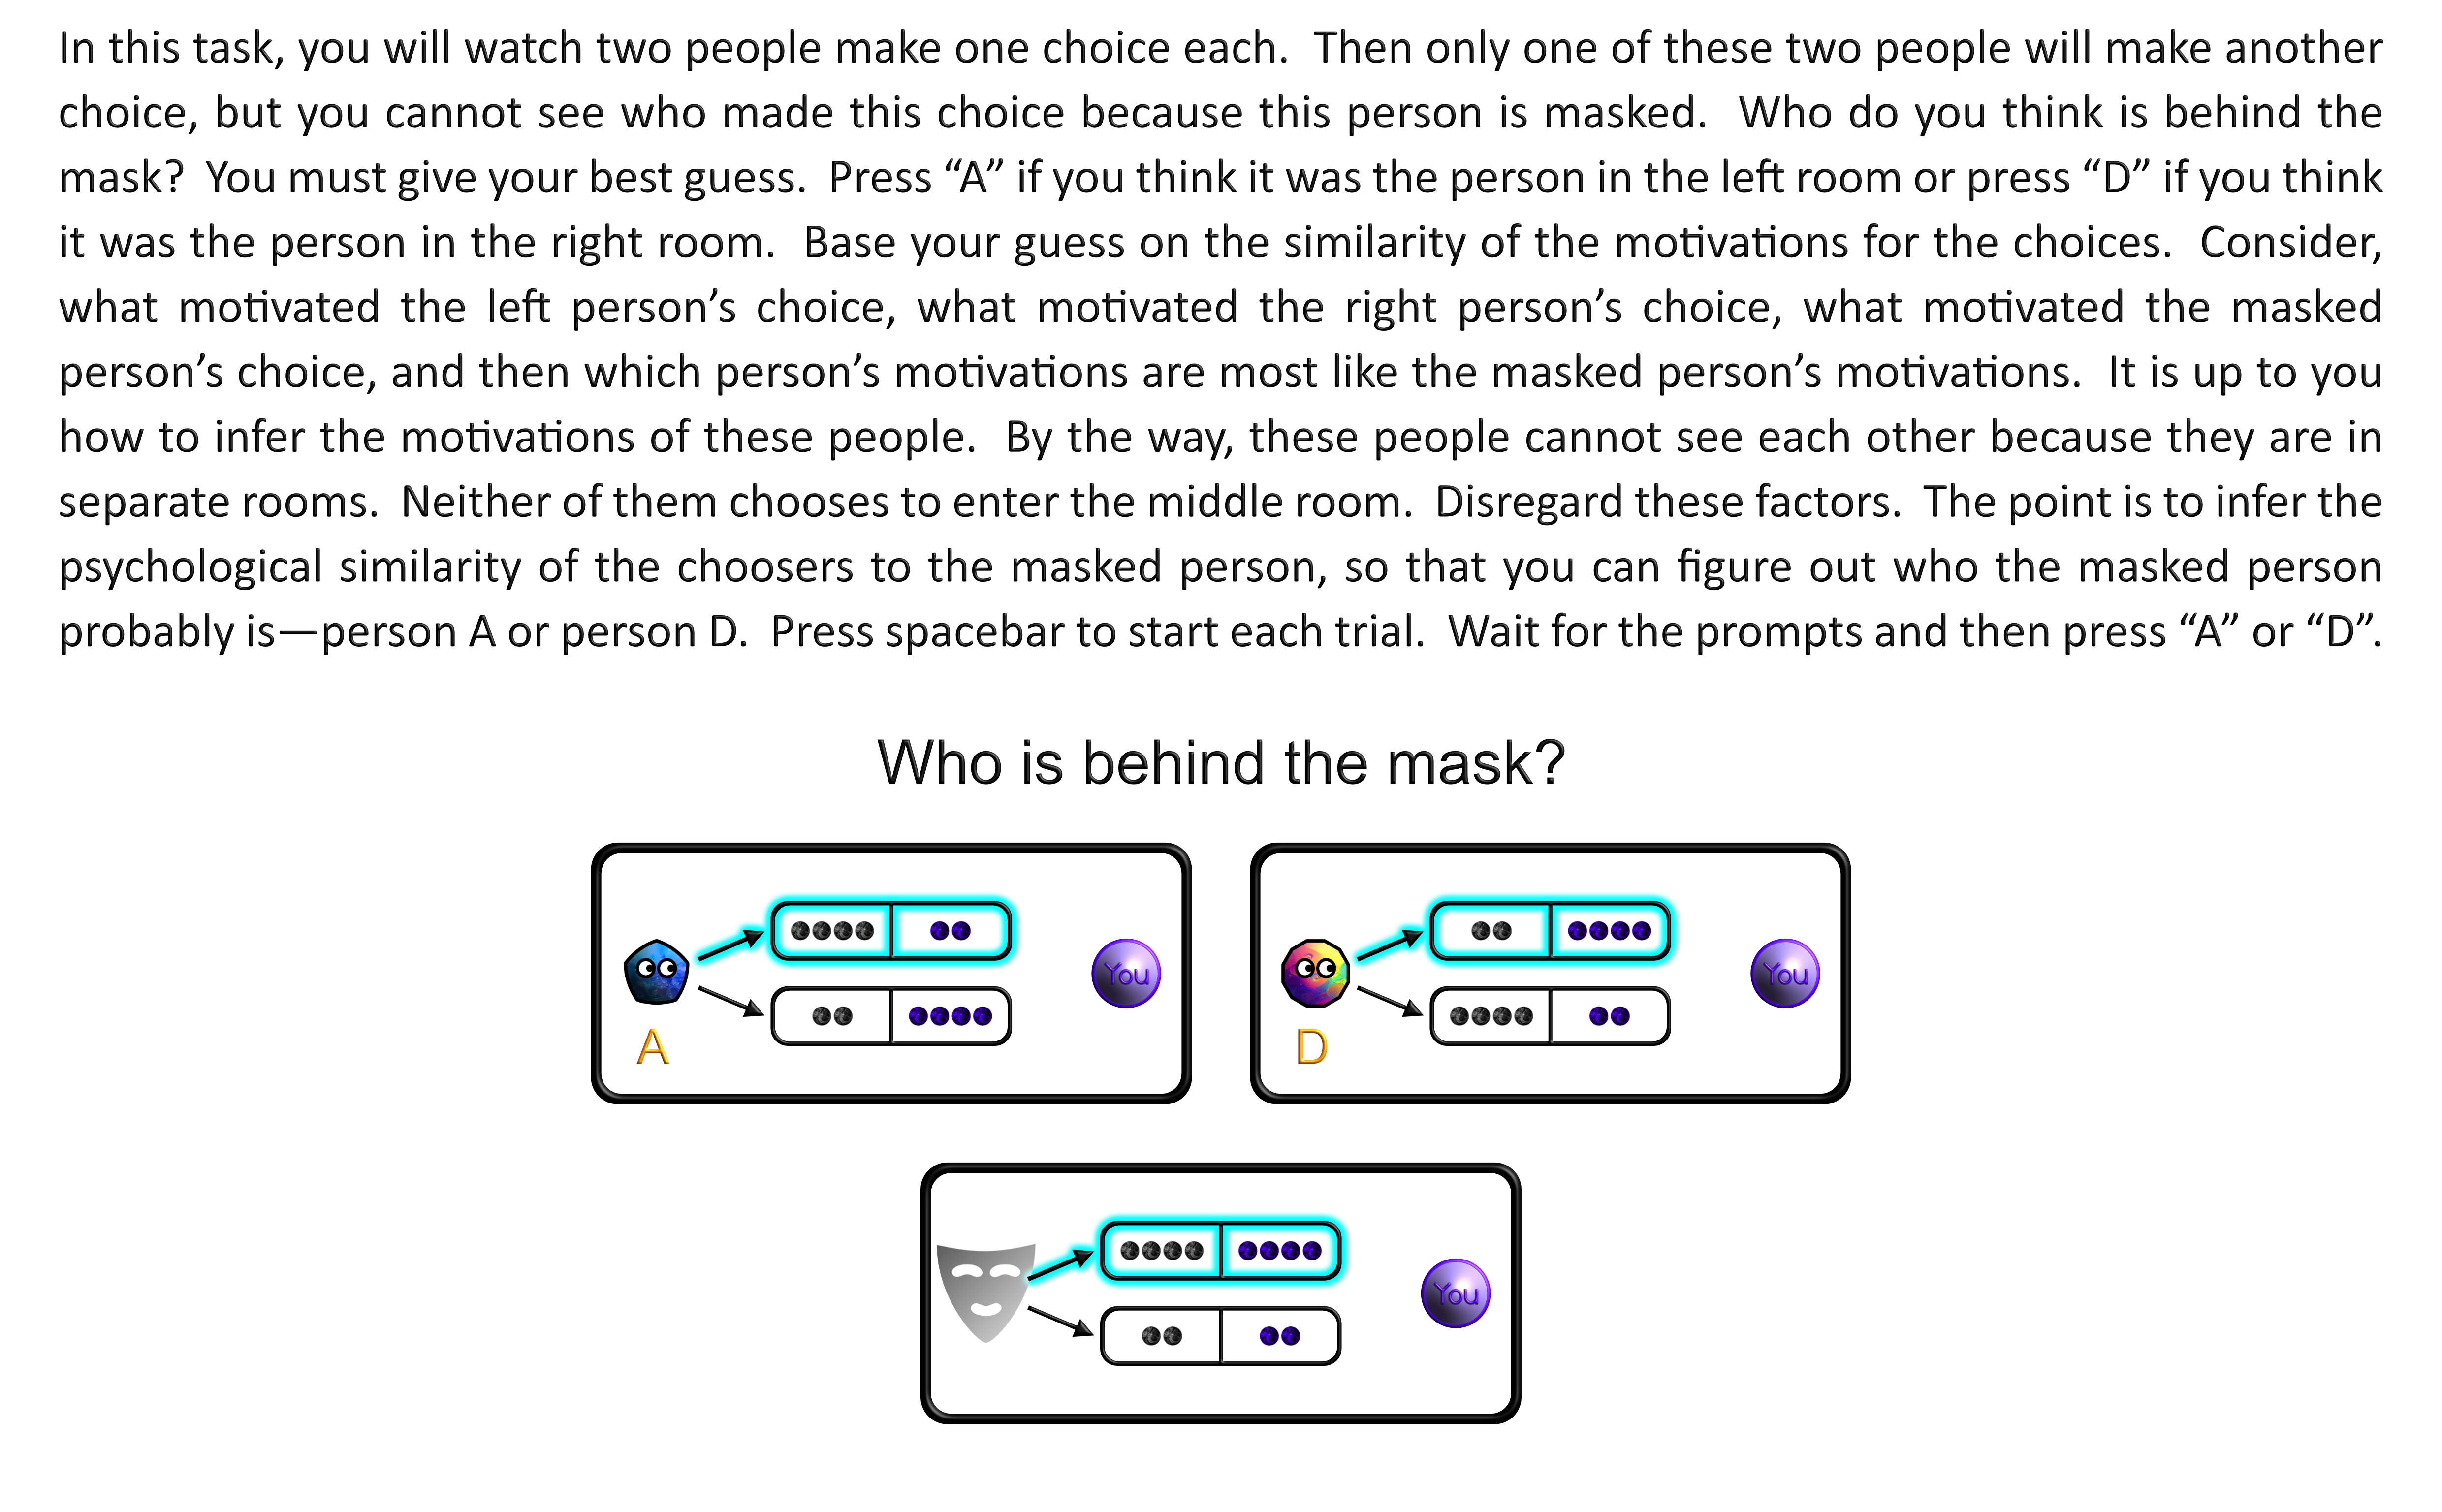 In this task, you will watch two people make one choice each. Then only one of these two people will make another
choice, but you cannot see who made this choice because this person is masked. Who do you think is behind the
mask? You must give your best guess. Press “A” if you think it was the person in the left room or press “D” if you think
it was the person in the right room. Base your guess on the similarity of the motivations for the choices. Consider,
what motivated the left person’s choice, what motivated the right person’s choice, what motivated the masked
person’s choice, and then which person’s motivations are most like the masked person’s motivations. It is up to you
how to infer the motivations of these people. By the way, these people cannot see each other because they are in
separate rooms. Neither of them chooses to enter the middle room. Disregard these factors. The point is to infer the
psychological similarity of the choosers to the masked person, so that you can figure out who the masked person
probably is—person A or person D. Press spacebar to start each trial. Wait for the prompts and then press “A” or “D”.
Who is behind the mask?
You
A
You
D
You